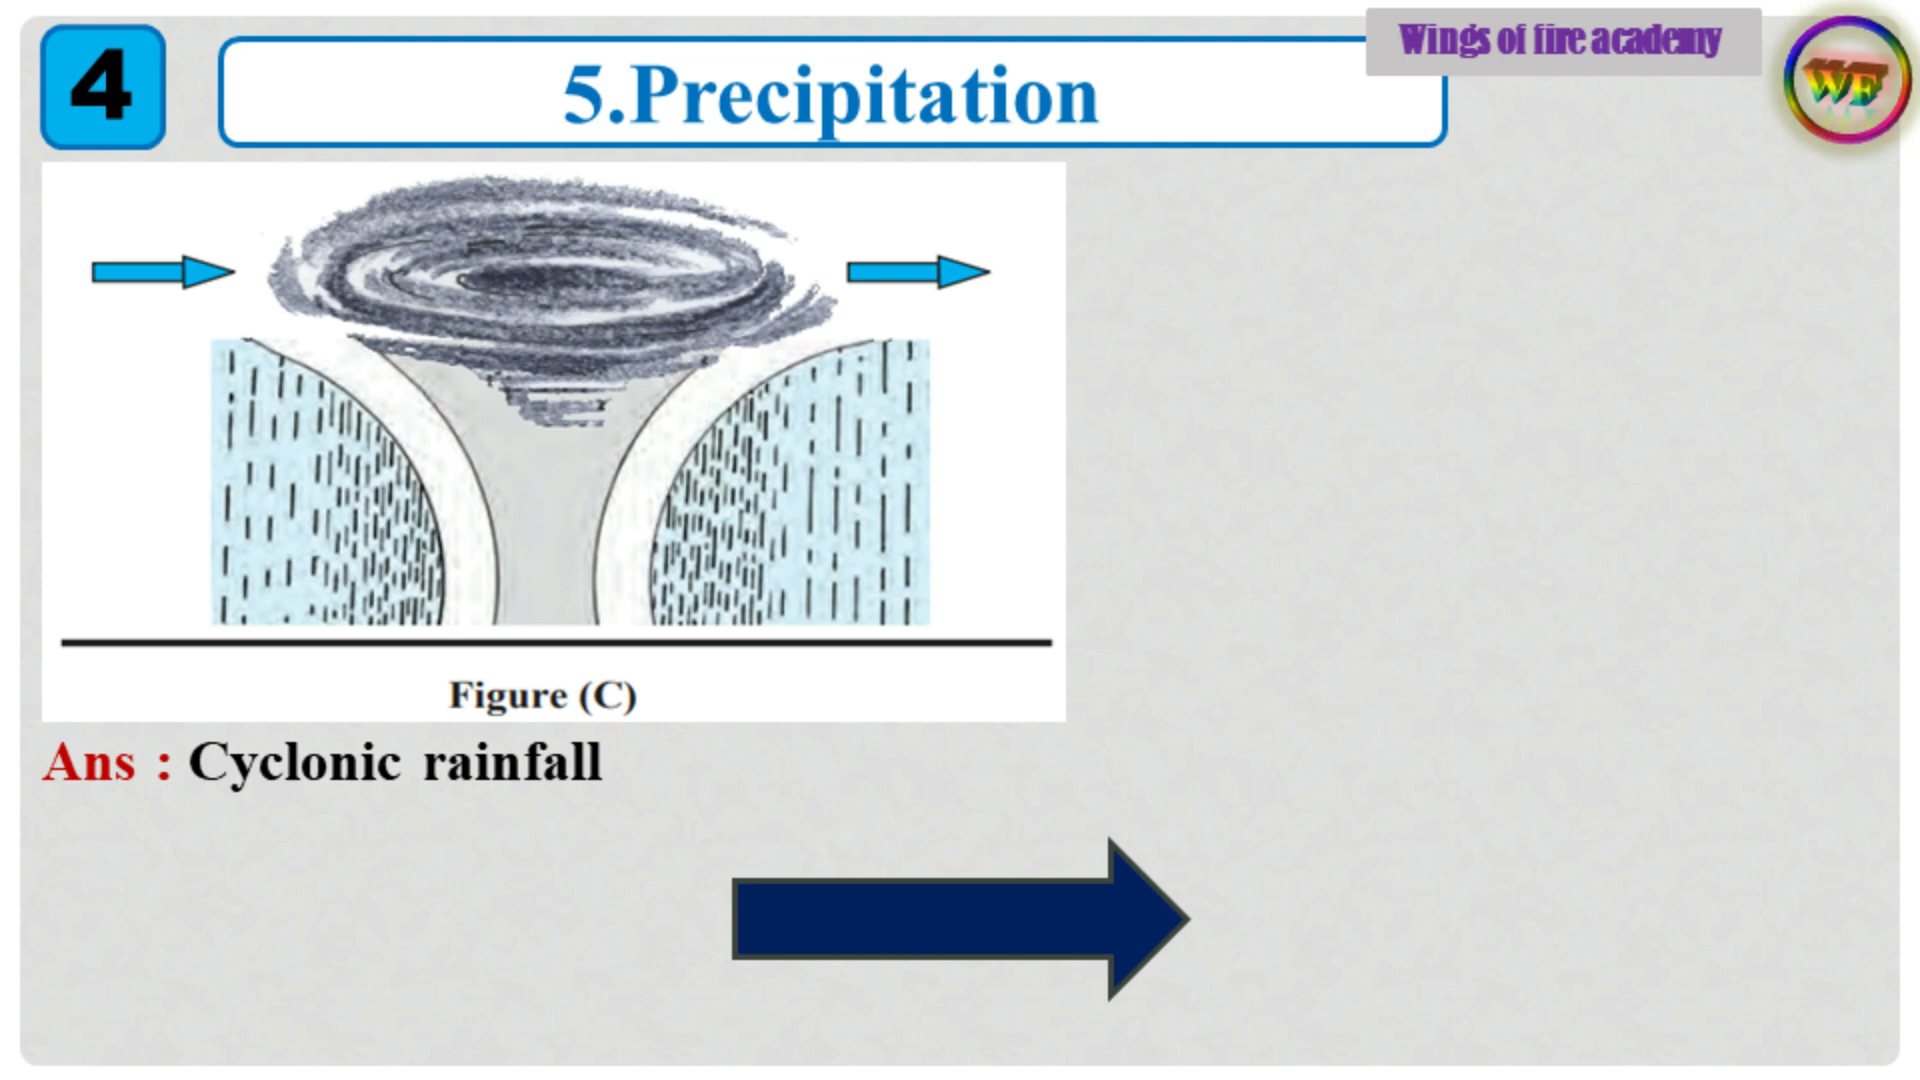 4
5.Precipitation
Wings of fire academy
WF
Figure (C)
Ans : Cyclonic rainfall